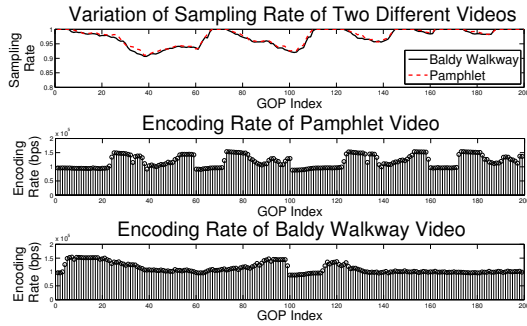 Variation of Sampling Rate of Two Different Videos
Sampling
Rate
1
0.95
0.9
0.85
0.8
0 20 40 60 80 100 120 140 160 180 200
GOP Index
Baldy Walkway
Pamphlet
Encoding Rate of Pamphlet Video
Encoding
Rate (bps)
2
1.5
1
0.5
0
0 20 40 60 80 100 120 140 160 180 200
GOP Index
Encoding Rate of Baldy Walkway Video
Encoding
Rate (bps)
2
1.5
1
0.5
0
0 20 40 60 80 100 120 140 160 180 200
GOP Index